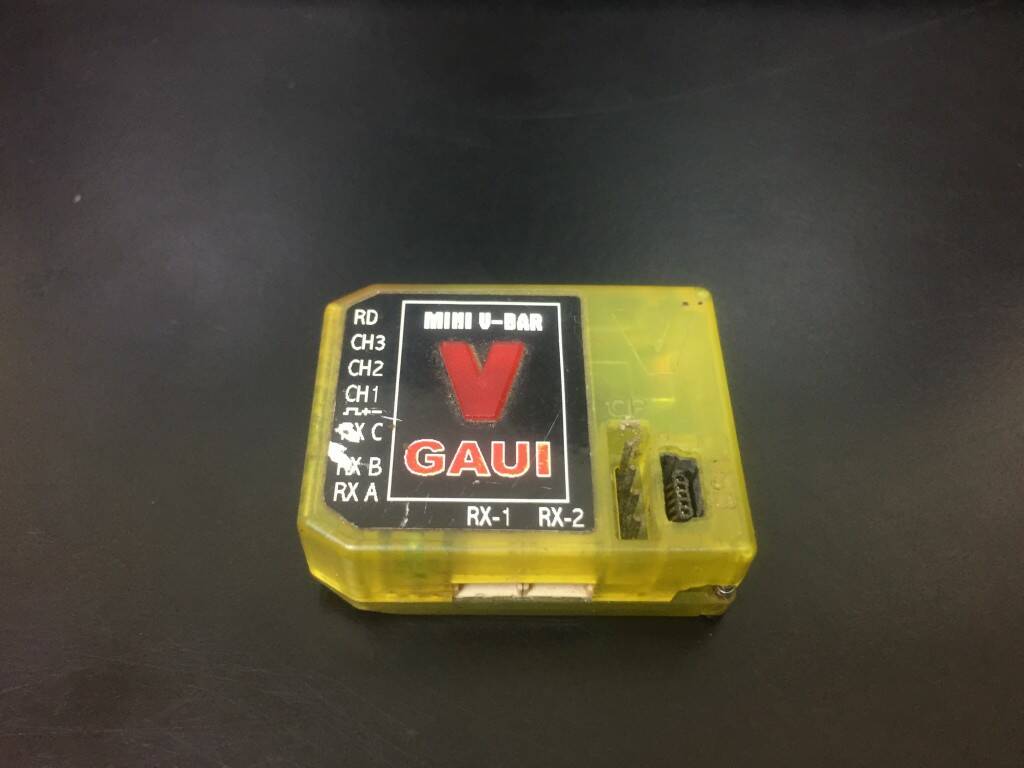 RD
CH3
CH2
CH1
RX C
RX B
RX A
MINI V-BAR
V
GAUI
RX-1 RX-2